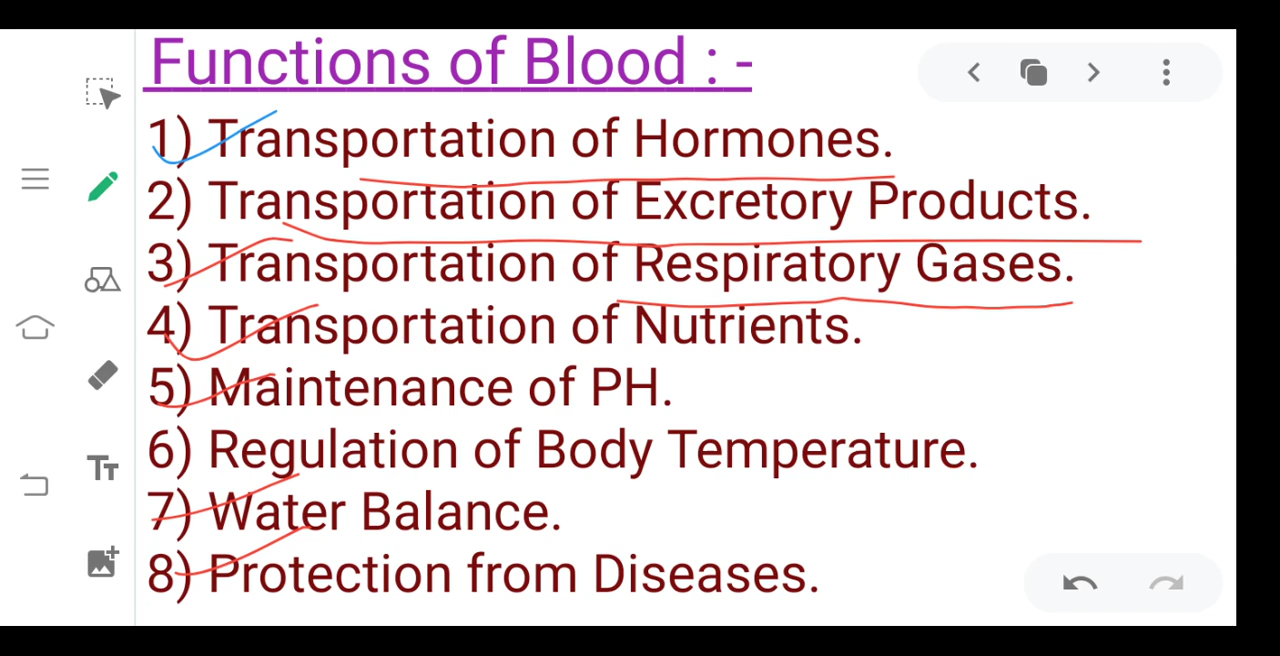 Functions of Blood : -
1) Transportation of Hormones.
2) Transportation of Excretory Products.
3) Transportation of Respiratory Gases.
4) Transportation of Nutrients.
5) Maintenance of PH.
6) Regulation of Body Temperature.
7) Water Balance.
8) Protection from Diseases.
TT